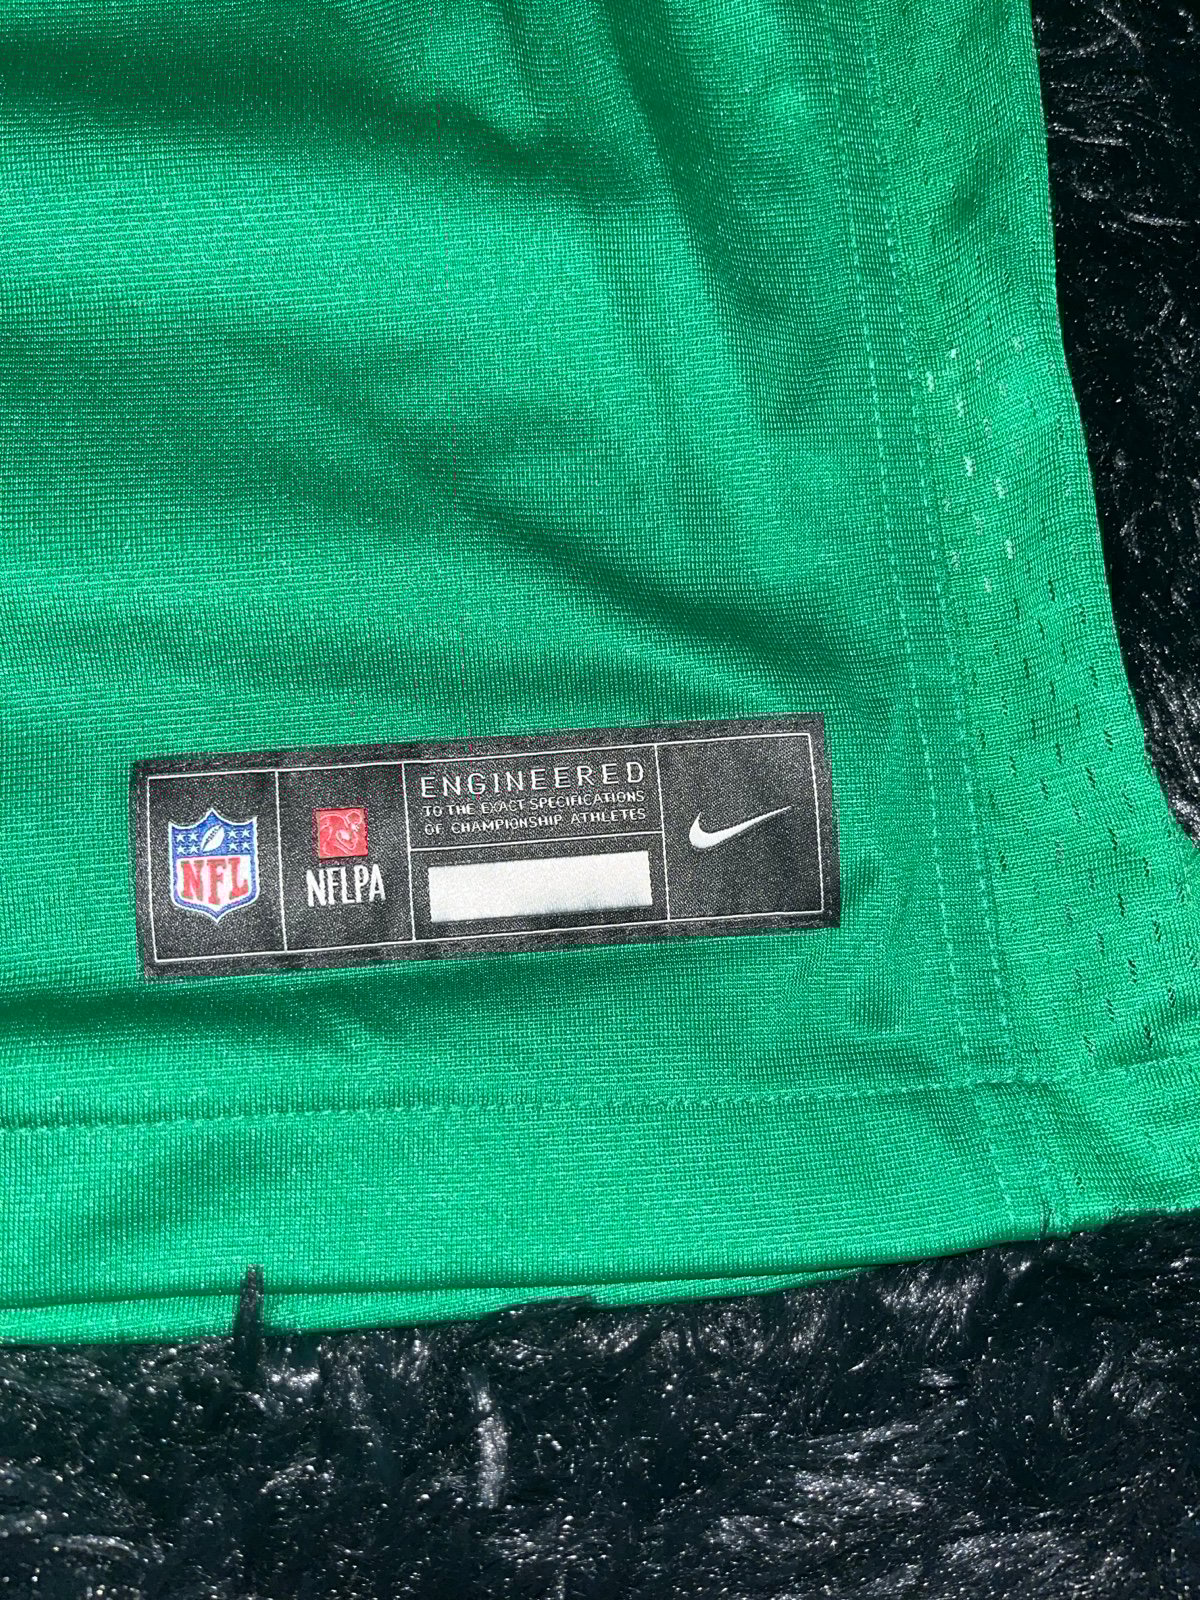 NFL
NFLPA
ENGINEERED
TO THE EXACT SPECIFICATIONS
OF CHAMPIONSHIP ATHLETES